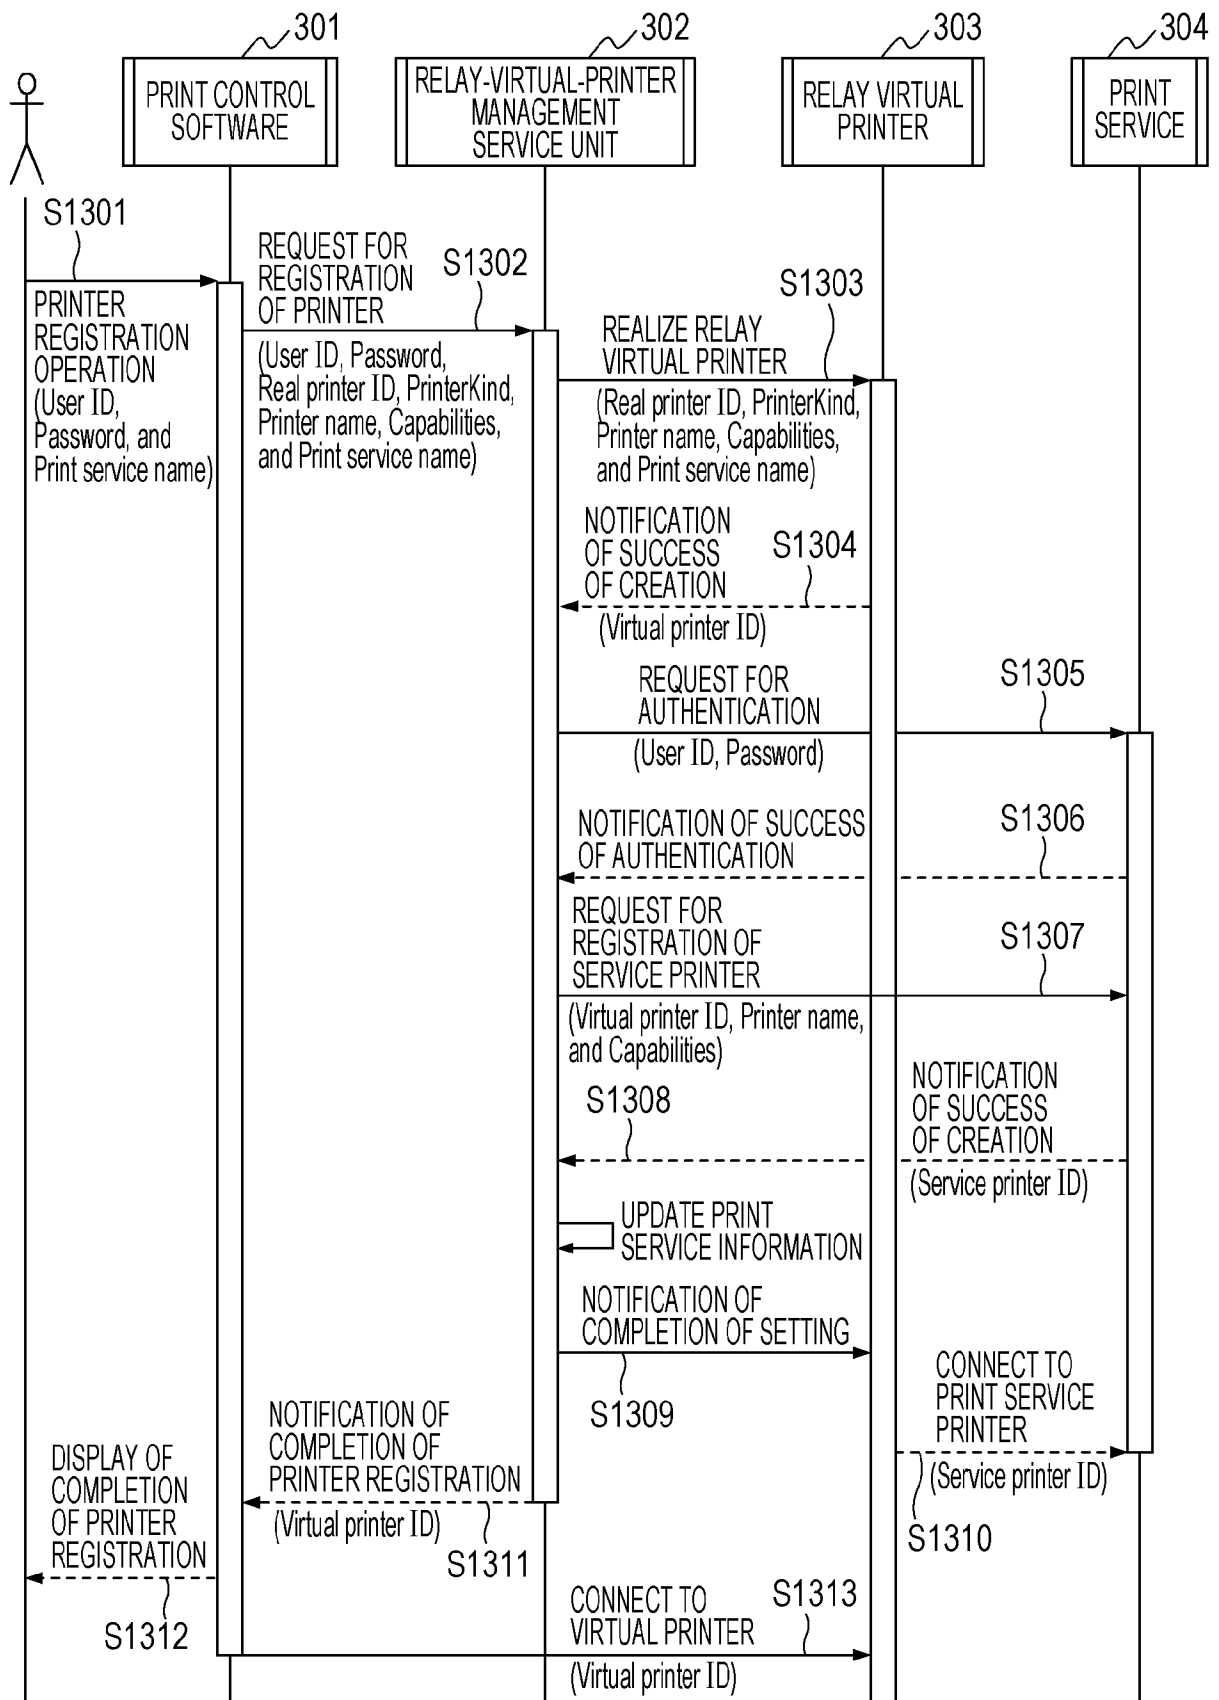 301
302
303
304
PRINT CONTROL
SOFTWARE
RELAY-VIRTUAL-PRINTER
MANAGEMENT
SERVICE UNIT
RELAY VIRTUAL
PRINTER
PRINT
SERVICE
S1301
PRINTER
REGISTRATION
OPERATION
(User ID,
Password, and
Print service name)
REQUEST FOR
REGISTRATION
OF PRINTER
S1302
(User ID, Password,
Real printer ID, PrinterKind,
Printer name, Capabilities,
and Print service name)
S1303
REALIZE RELAY
VIRTUAL PRINTER
(Real printer ID, PrinterKind,
Printer name, Capabilities,
and Print service name)
NOTIFICATION
OF SUCCESS
OF CREATION
S1304
(Virtual printer ID)
REQUEST FOR
AUTHENTICATION
S1305
(User ID, Password)
NOTIFICATION OF SUCCESS
OF AUTHENTICATION
S1306
REQUEST FOR
REGISTRATION OF
SERVICE PRINTER
S1307
(Virtual printer ID, Printer name,
and Capabilities)
S1308
NOTIFICATION
OF SUCCESS
OF CREATION
(Service printer ID)
UPDATE PRINT
SERVICE INFORMATION
NOTIFICATION OF
COMPLETION OF SETTING
S1309
CONNECT TO
PRINT SERVICE
PRINTER
(Service printer ID)
S1310
NOTIFICATION OF
COMPLETION OF
PRINTER REGISTRATION
(Virtual printer ID)
S1311
DISPLAY OF
COMPLETION
OF PRINTER
REGISTRATION
S1312
CONNECT TO
VIRTUAL PRINTER
S1313
(Virtual printer ID)